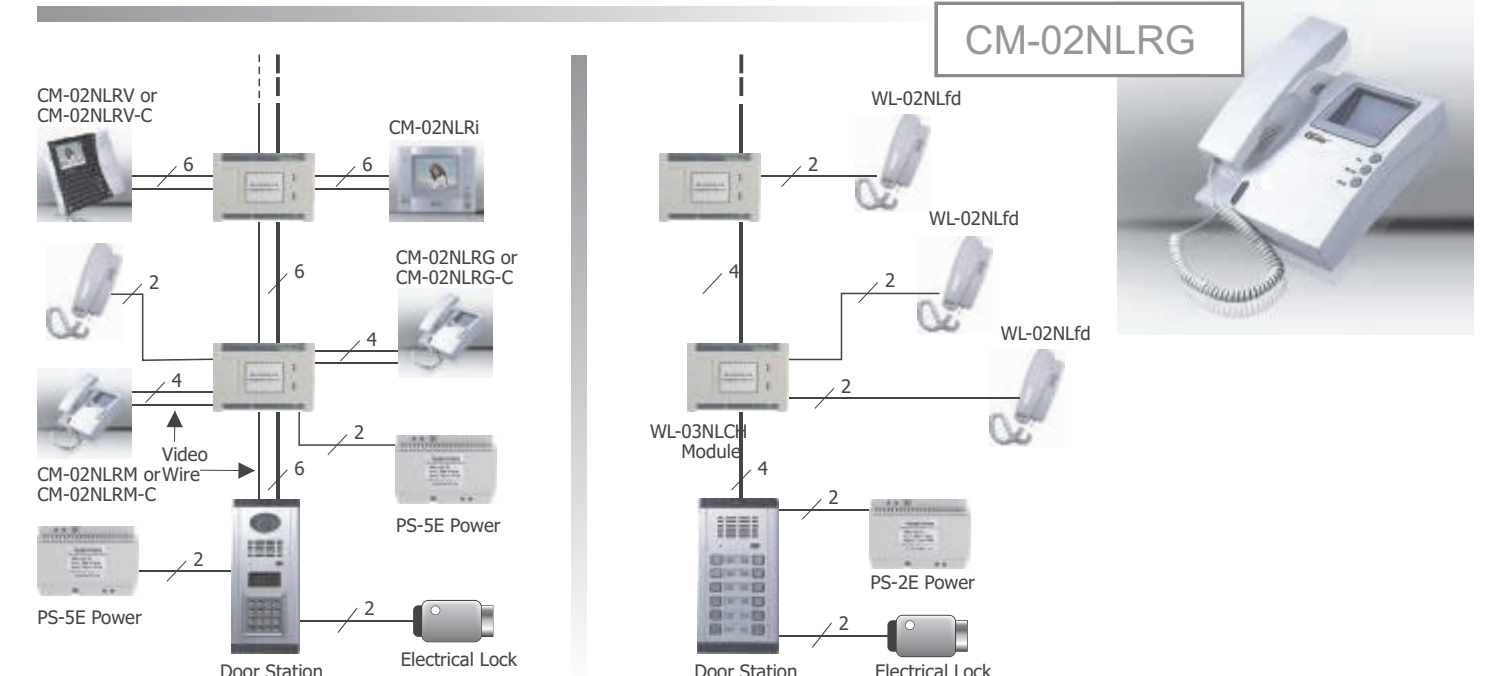 CM-02NLRG
CM-02NLRV or
CM-02NLRV-C
6
6
CM-02NLRi
2
6
CM-02NLRG or
CM-02NLRG-C
4
4
Video
Wire
CM-02NLRM or
CM-02NLRM-C
2
6
PS-5E Power
2
PS-5E Power
2
Electrical Lock
Door Station
WL-02NLfd
2
WL-02NLfd
4
2
WL-02NLfd
2
WL-03NLCH
Module
4
2
PS-2E Power
2
Door Station
Electrical Lock